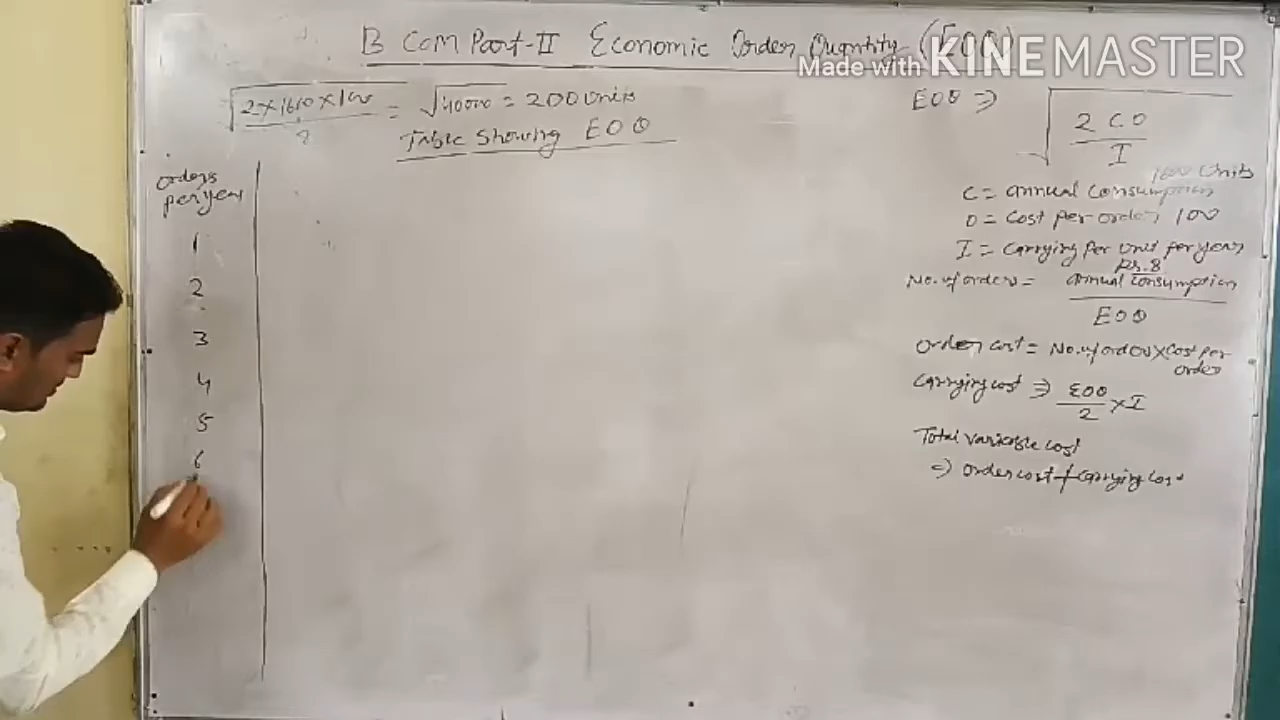 B Com Part-II Economic Order Quantity (EOQ)
Made with KINEMASTER
√2×1600×100/8 = √40000 = 200 Units
Table Showing EOQ
EOQ ⇒ √2CO/I
1600 Units
C = Annual Consumption
O = Cost per order, 100
I = Carrying Per Unit per year
Rs. 8
No. of orders = Annual Consumption/EOQ
Order cost = No. of orders × Cost per order
Carrying cost ⇒ EOQ/2 × I
Total variable cost
⇒ Order cost + Carrying cost
Orders
per year
1
2
3
4
5
6